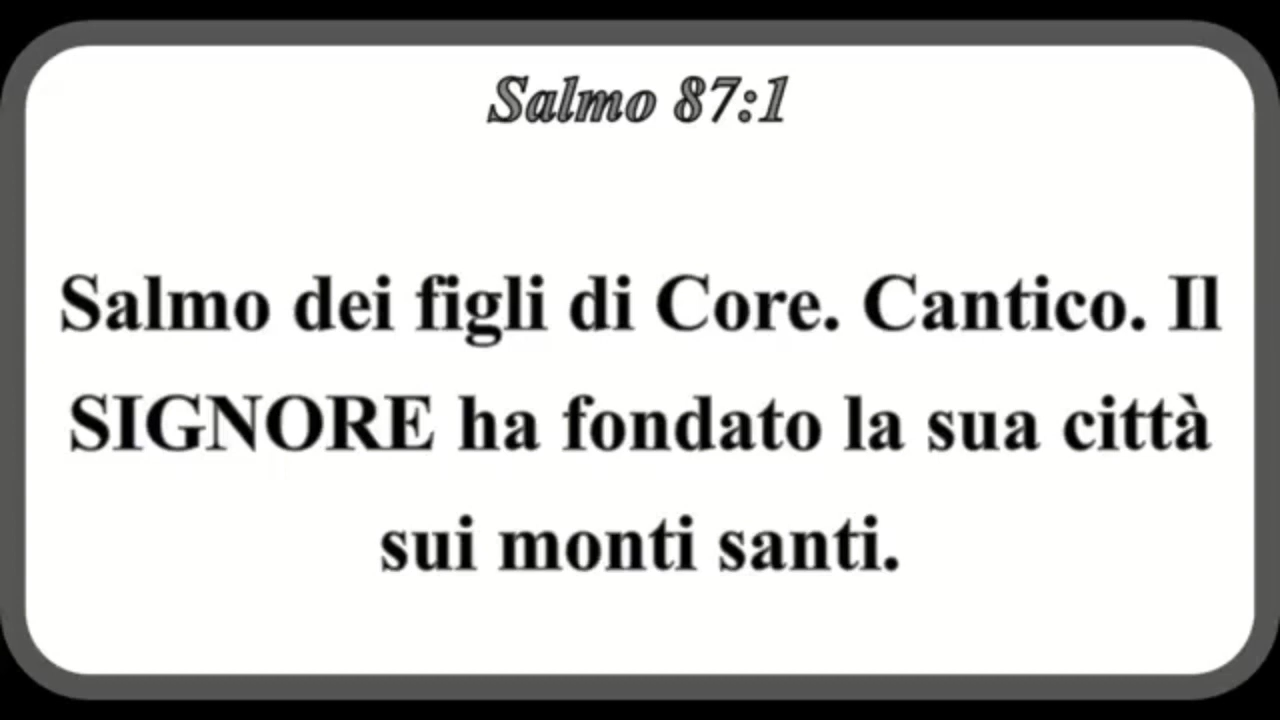 Salmo 87:1
Salmo dei figli di Core. Cantico. Il
SIGNORE ha fondato la sua città
sui monti santi.